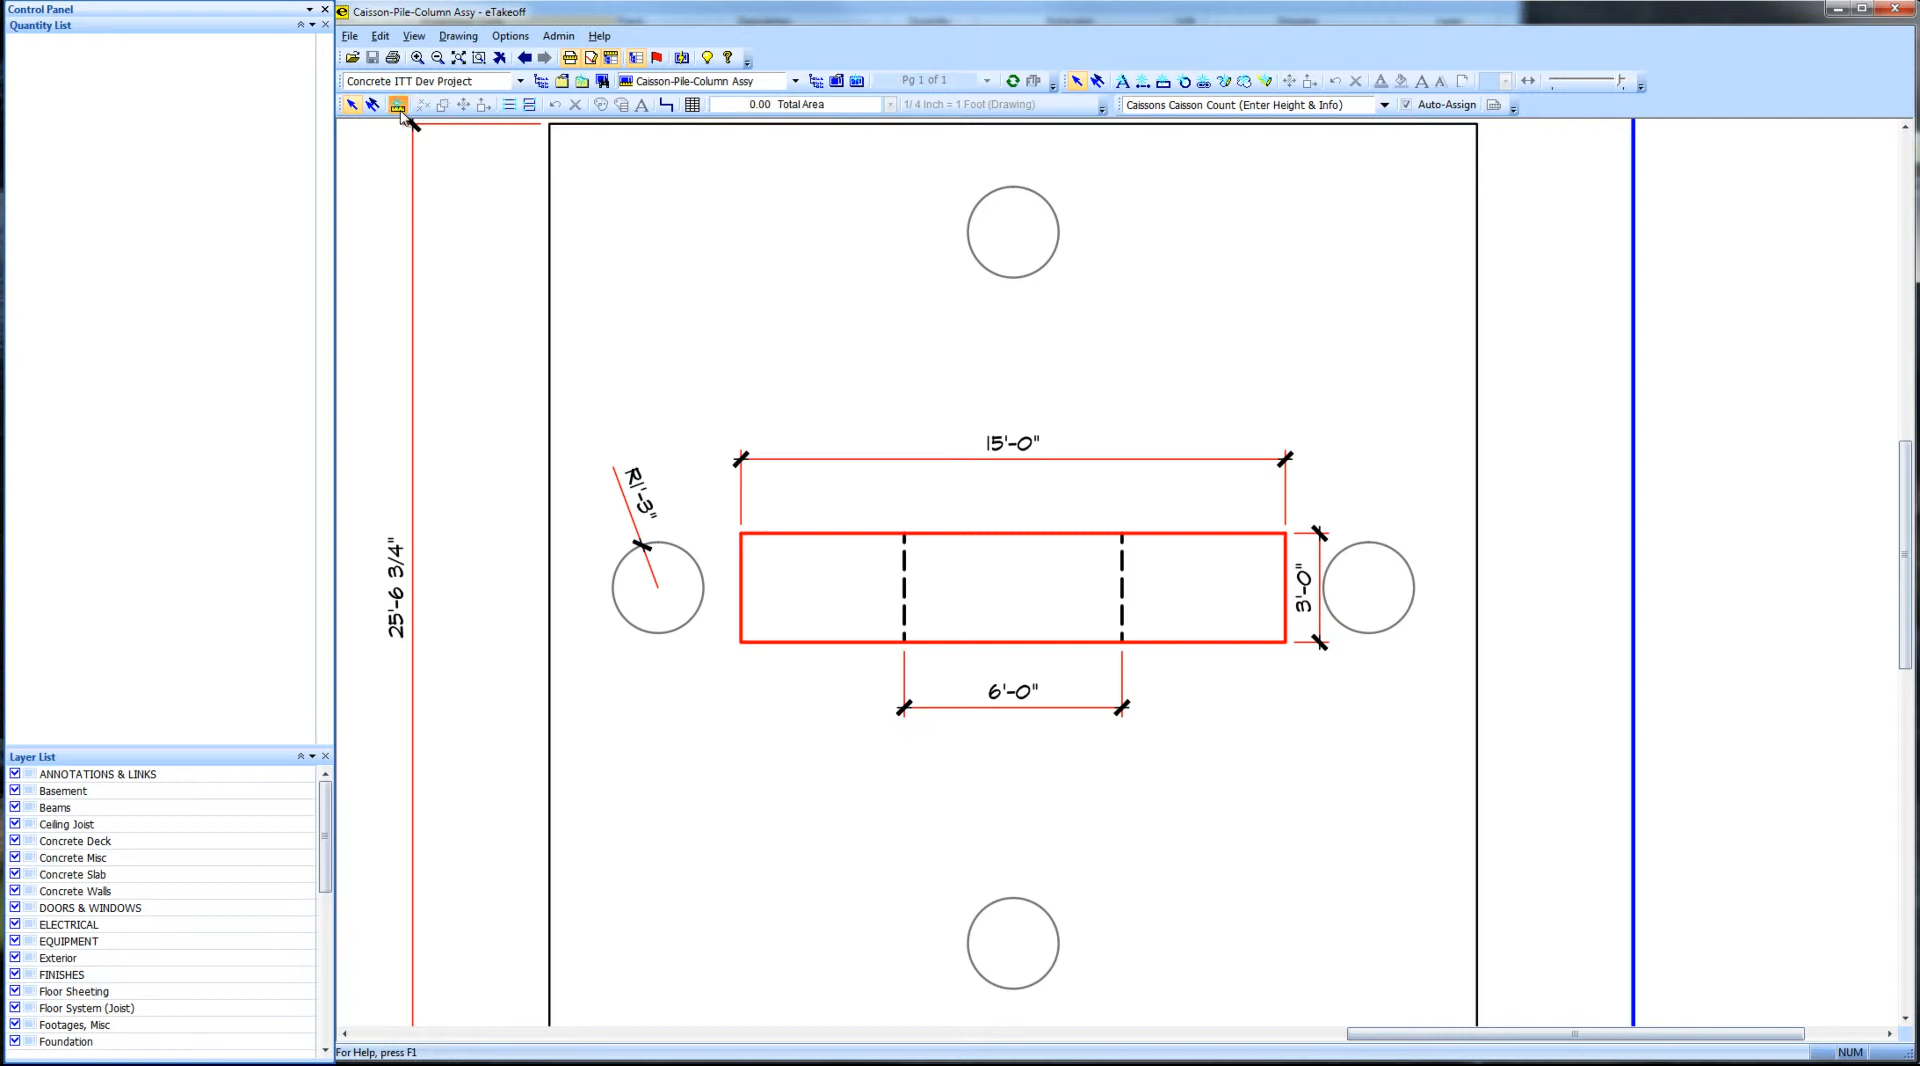 Control Panel
Quantity List
Caisson-Pile-Column Assy - eTakeoff
File Edit View Drawing Options Admin Help
Concrete ITT Dev Project
Caisson-Pile-Column Assy
Pg 1 of 1
FTP
0.00 Total Area
1/ 4 Inch = 1 Foot (Drawing)
Caissons Caisson Count (Enter Height & Info)
Auto-Assign
15'-0"
R1'-3"
25'-6 3/4"
3'-0"
6'-0"
Layer List
ANNOTATIONS & LINKS
Basement
Beams
Ceiling Joist
Concrete Deck
Concrete Misc
Concrete Slab
Concrete Walls
DOORS & WINDOWS
ELECTRICAL
EQUIPMENT
Exterior
FINISHES
Floor Sheeting
Floor System (Joist)
Footages, Misc
Foundation
For Help, press F1
NUM